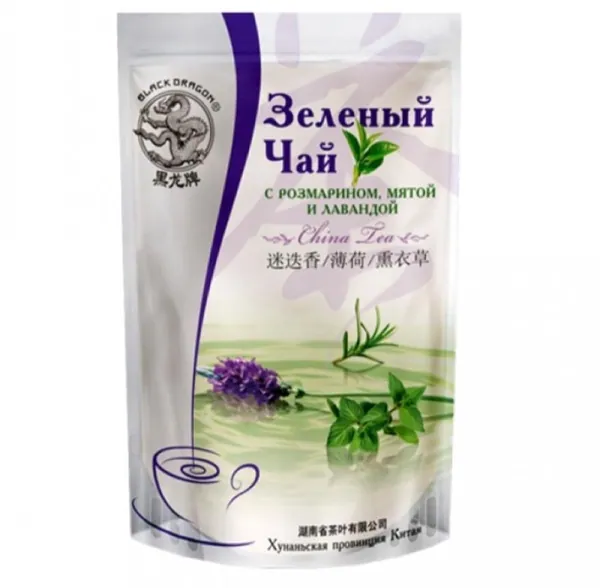 BLACK DRAGON®
黑龙牌
Зеленый
Чай
С РОЗМАРИНОМ, МЯТОЙ
И ЛАВАНДОЙ
China Tea
迷迭香/薄荷/熏衣草
湖南省茶叶有限公司
Хунаньская провинция Китай